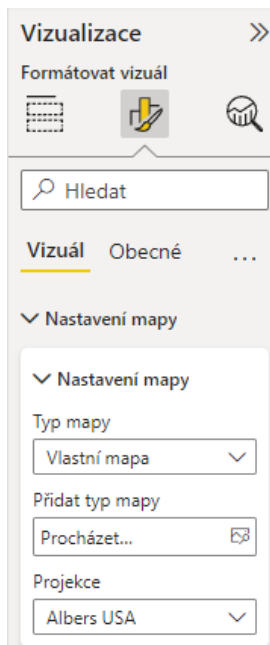 Vizualizace
Formátovat vizuál
Hledat
Vizuál Obecné ...
Nastavení mapy
Nastavení mapy
Typ mapy
Vlastní mapa
Přidat typ mapy
Procházet...
Projekce
Albers USA